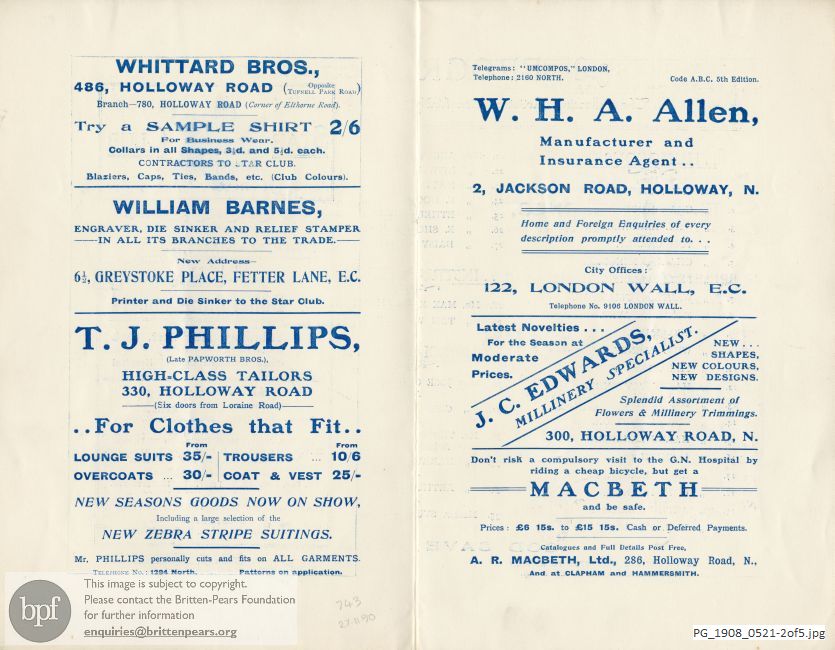 WHITTARD BROS.,
486, HOLLOWAY ROAD (Opposite TUFNELL PARK ROAD)
Branch—780, HOLLOWAY ROAD (Corner of Elthorne Road).
Try a SAMPLE SHIRT 2/6
For Business Wear.
Collars in all Shapes, 3½d. and 5½d. each.
CONTRACTORS TO STAR CLUB.
Blaziers, Caps, Ties, Bands, etc. (Club Colours).
WILLIAM BARNES,
ENGRAVER, DIE SINKER AND RELIEF STAMPER
—IN ALL ITS BRANCHES TO THE TRADE.—
New Address—
6½, GREYSTOKE PLACE, FETTER LANE, E.C.
Printer and Die Sinker to the Star Club.
T. J. PHILLIPS,
(Late PAPWORTH BROS.),
HIGH=CLASS TAILORS
330, HOLLOWAY ROAD
—(Six doors from Loraine Road)—
..For Clothes that Fit..
From From
LOUNGE SUITS 35/- TROUSERS ... 10/6
OVERCOATS ... 30/- COAT & VEST 25/-
NEW SEASONS GOODS NOW ON SHOW,
Including a large selection of the
NEW ZEBRA STRIPE SUITINGS.
Mr. PHILLIPS personally cuts and fits on ALL GARMENTS.
TELEPHONE NO.: 1294 North. Patterns on application.
Telegrams: "UMCOMPOS," LONDON,
Telephone: 2160 NORTH. Code A.B.C. 5th Edition.
W. H. A. Allen,
Manufacturer and
Insurance Agent..
2, JACKSON ROAD, HOLLOWAY, N.
Home and Foreign Enquiries of every
description promptly attended to. . .
City Offices:
122, LONDON WALL, E.C.
Telephone No. 9106 LONDON WALL.
Latest Novelties . . .
For the Season at
Moderate
Prices.
J. C. EDWARDS,
MILLINERY SPECIALIST.
NEW . . .
SHAPES,
NEW COLOURS,
NEW DESIGNS.
Splendid Assortment of
Flowers & Millinery Trimmings.
300, HOLLOWAY ROAD, N.
Don't risk a compulsory visit to the G.N. Hospital by
riding a cheap bicycle, but get a
MACBETH
and be safe.
Prices: £6 15s. to £15 15s. Cash or Deferred Payments.
Catalogues and Full Details Post Free,
A. R. MACBETH, Ltd., 286, Holloway Road, N.,
And at CLAPHAM and HAMMERSMITH.
bpf
This image is subject to copyright.
Please contact the Britten-Pears Foundation
for further information
enquiries@brittenpears.org
743
27.11.90
PG_1908_0521-2of5.jpg